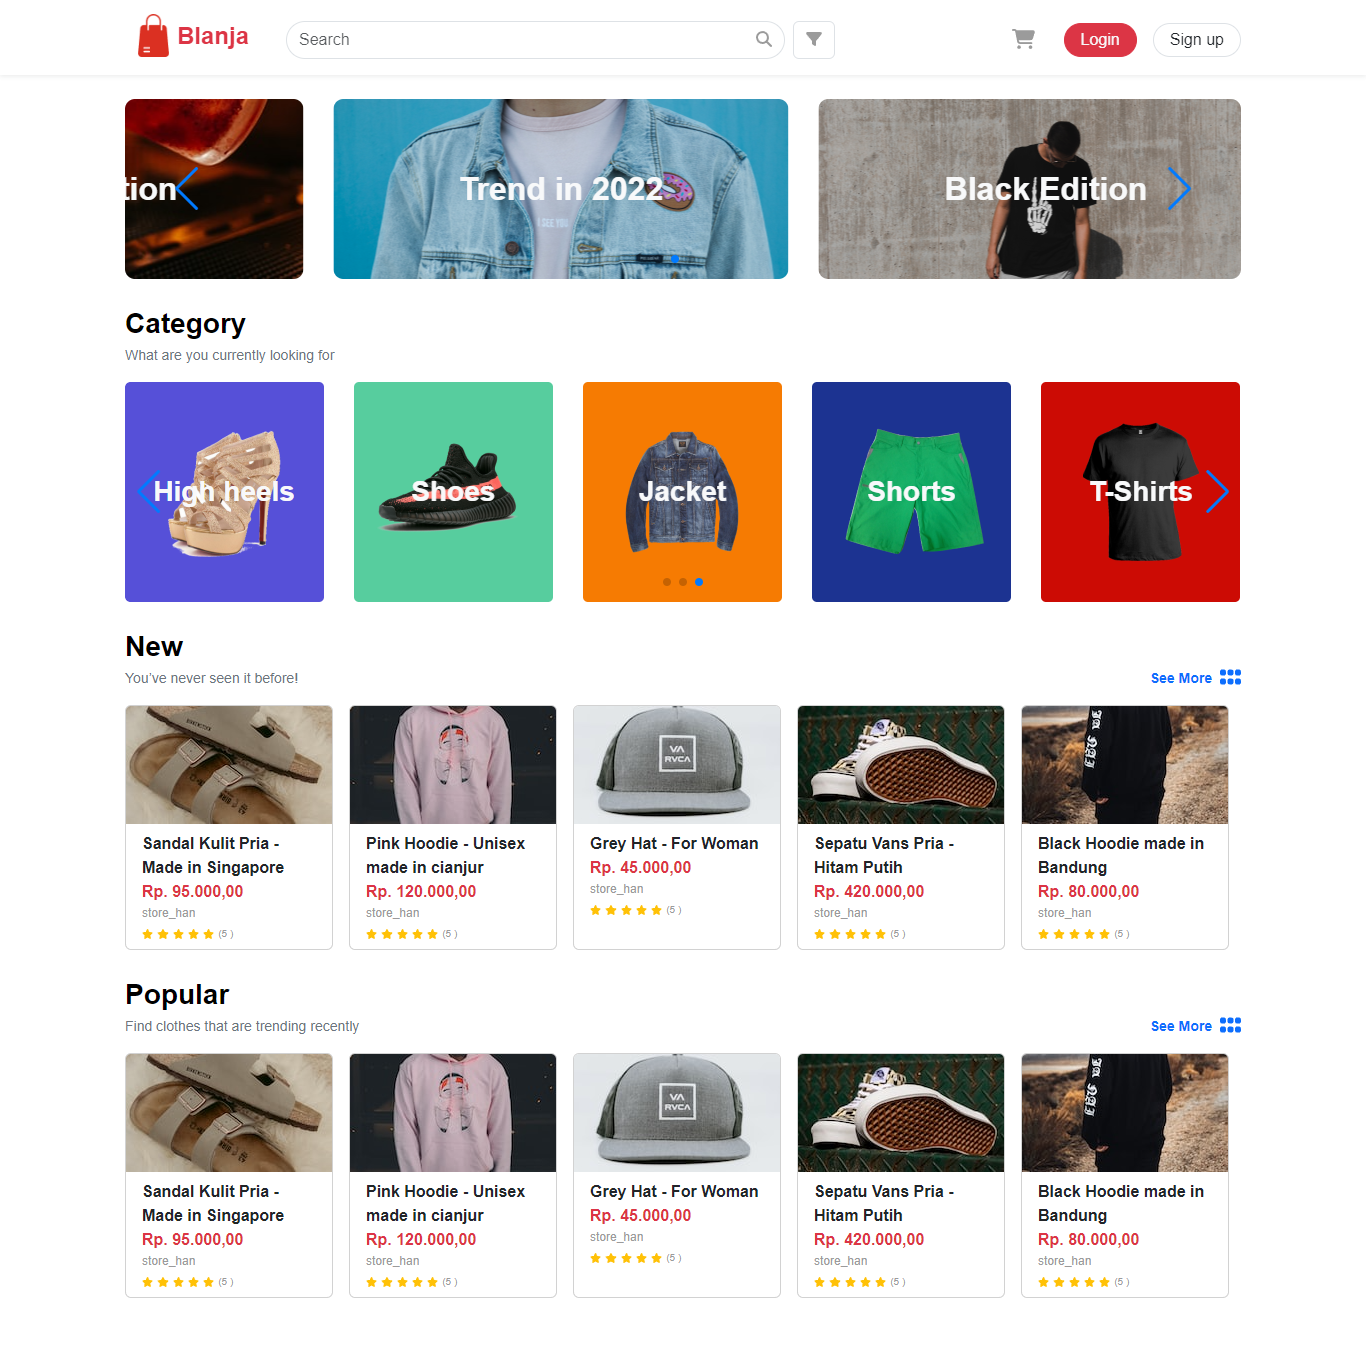 Blanja
Search
Login
Sign up
tion
Trend in 2022
Black Edition
I SEE YOU
Category
What are you currently looking for
High heels
Shoes
Jacket
Shorts
T-Shirts
New
You've never seen it before!
See More
VA
RVCA
Sandal Kulit Pria -
Made in Singapore
Rp. 95.000,00
store_han
(5 )
Pink Hoodie - Unisex
made in cianjur
Rp. 120.000,00
store_han
(5 )
Grey Hat - For Woman
Rp. 45.000,00
store_han
(5 )
Sepatu Vans Pria -
Hitam Putih
Rp. 420.000,00
store_han
(5 )
Black Hoodie made in
Bandung
Rp. 80.000,00
store_han
(5 )
Popular
Find clothes that are trending recently
See More
VA
RVCA
Sandal Kulit Pria -
Made in Singapore
Rp. 95.000,00
store_han
(5 )
Pink Hoodie - Unisex
made in cianjur
Rp. 120.000,00
store_han
(5 )
Grey Hat - For Woman
Rp. 45.000,00
store_han
(5 )
Sepatu Vans Pria -
Hitam Putih
Rp. 420.000,00
store_han
(5 )
Black Hoodie made in
Bandung
Rp. 80.000,00
store_han
(5 )